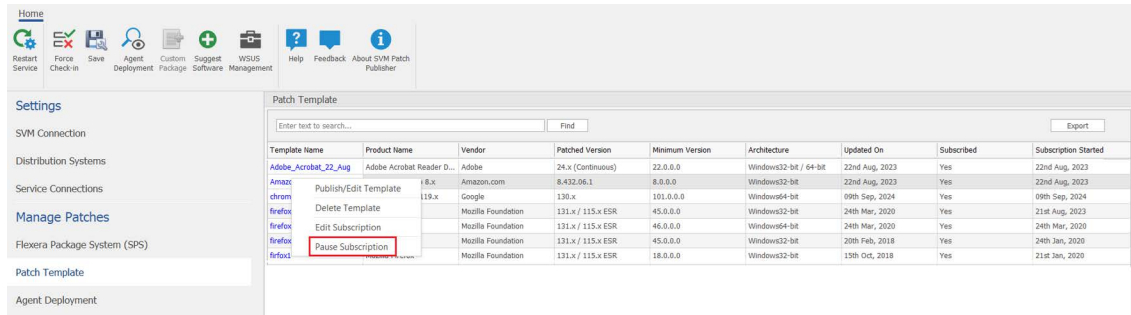 Home
Restart Service
Force Check-in
Save
Agent Deployment
Custom Package
Suggest Software
WSUS Management
Help
Feedback
About SVM Patch Publisher
Settings
SVM Connection
Distribution Systems
Service Connections
Manage Patches
Flexera Package System (SPS)
Patch Template
Agent Deployment
Patch Template
Enter text to search...
Find
Export
Template Name Product Name Vendor Patched Version Minimum Version Architecture Updated On Subscribed Subscription Started
Adobe_Acrobat_22_Aug Adobe Acrobat Reader D... Adobe 24.x (Continuous) 22.0.0.0 Windows32-bit / 64-bit 22nd Aug, 2023 Yes 22nd Aug, 2023
8.x Amazon.com 8.432.06.1 8.0.0.0 Windows32-bit 22nd Aug, 2023 Yes 22nd Aug, 2023
chrom 119.x Google 130.x 101.0.0.0 Windows64-bit 09th Sep, 2024 Yes 09th Sep, 2024
firefox Mozilla Foundation 131.x / 115.x ESR 45.0.0.0 Windows32-bit 24th Mar, 2020 Yes 21st Aug, 2023
firefox Mozilla Foundation 131.x / 115.x ESR 46.0.0.0 Windows64-bit 24th Mar, 2020 Yes 24th Mar, 2020
firefox Mozilla Foundation 131.x / 115.x ESR 45.0.0.0 Windows32-bit 20th Feb, 2018 Yes 24th Jan, 2020
firfox1 Mozilla Foundation 131.x / 115.x ESR 18.0.0.0 Windows32-bit 15th Oct, 2018 Yes 21st Jan, 2020
Publish/Edit Template
Delete Template
Edit Subscription
Pause Subscription